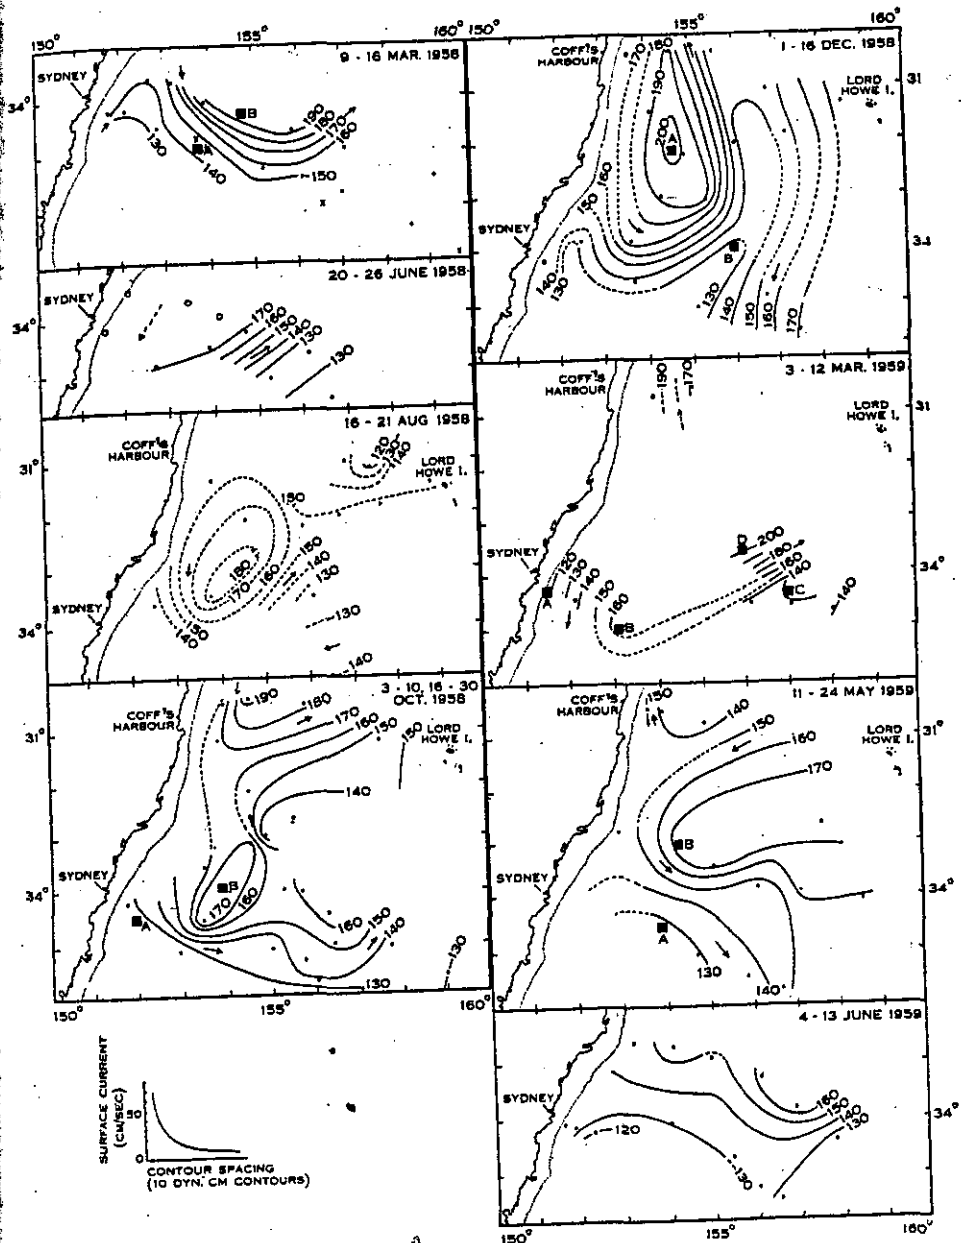 150° 155° 160°
9 - 16 MAR. 1958
SYDNEY
34°
B
A
190
180
170
160
150
140
130
x
20 - 26 JUNE 1958
SYDNEY
34°
170
160
150
140
130
130
16 - 21 AUG 1958
COFF'S
HARBOUR
31°
LORD
HOWE I.
120
130
140
150
150
140
130
180
170
160
150
140
130
140
SYDNEY
34°
3 - 10, 16 - 30
OCT. 1958
COFF'S
HARBOUR
31°
190
180
170
160
150
150
LORD
HOWE I.
140
SYDNEY
34°
B
A
170
160
160
150
140
130
130
150° 155° 160°
SURFACE CURRENT
(CM/SEC)
50
0
CONTOUR SPACING
(10 DYN. CM CONTOURS)
150° 155° 160°
1 - 16 DEC. 1958
COFF'S
HARBOUR
LORD
HOWE I.
31
170
180
190
200
A
160
150
160
SYDNEY
34
B
140
130
130
140
150
160
170
3 - 12 MAR. 1959
COFF'S
HARBOUR
190
170
31°
LORD
HOWE I.
SYDNEY
34°
120
130
140
150
160
A
B
D
200
160
160
140
C
140
11 - 24 MAY 1959
COFF'S
HARBOUR
150
140
150
160
170
31°
LORD
HOWE I.
B
SYDNEY
34°
A
130
140
4 - 13 JUNE 1959
SYDNEY
34°
160
150
140
130
120
130
150° 155° 160°